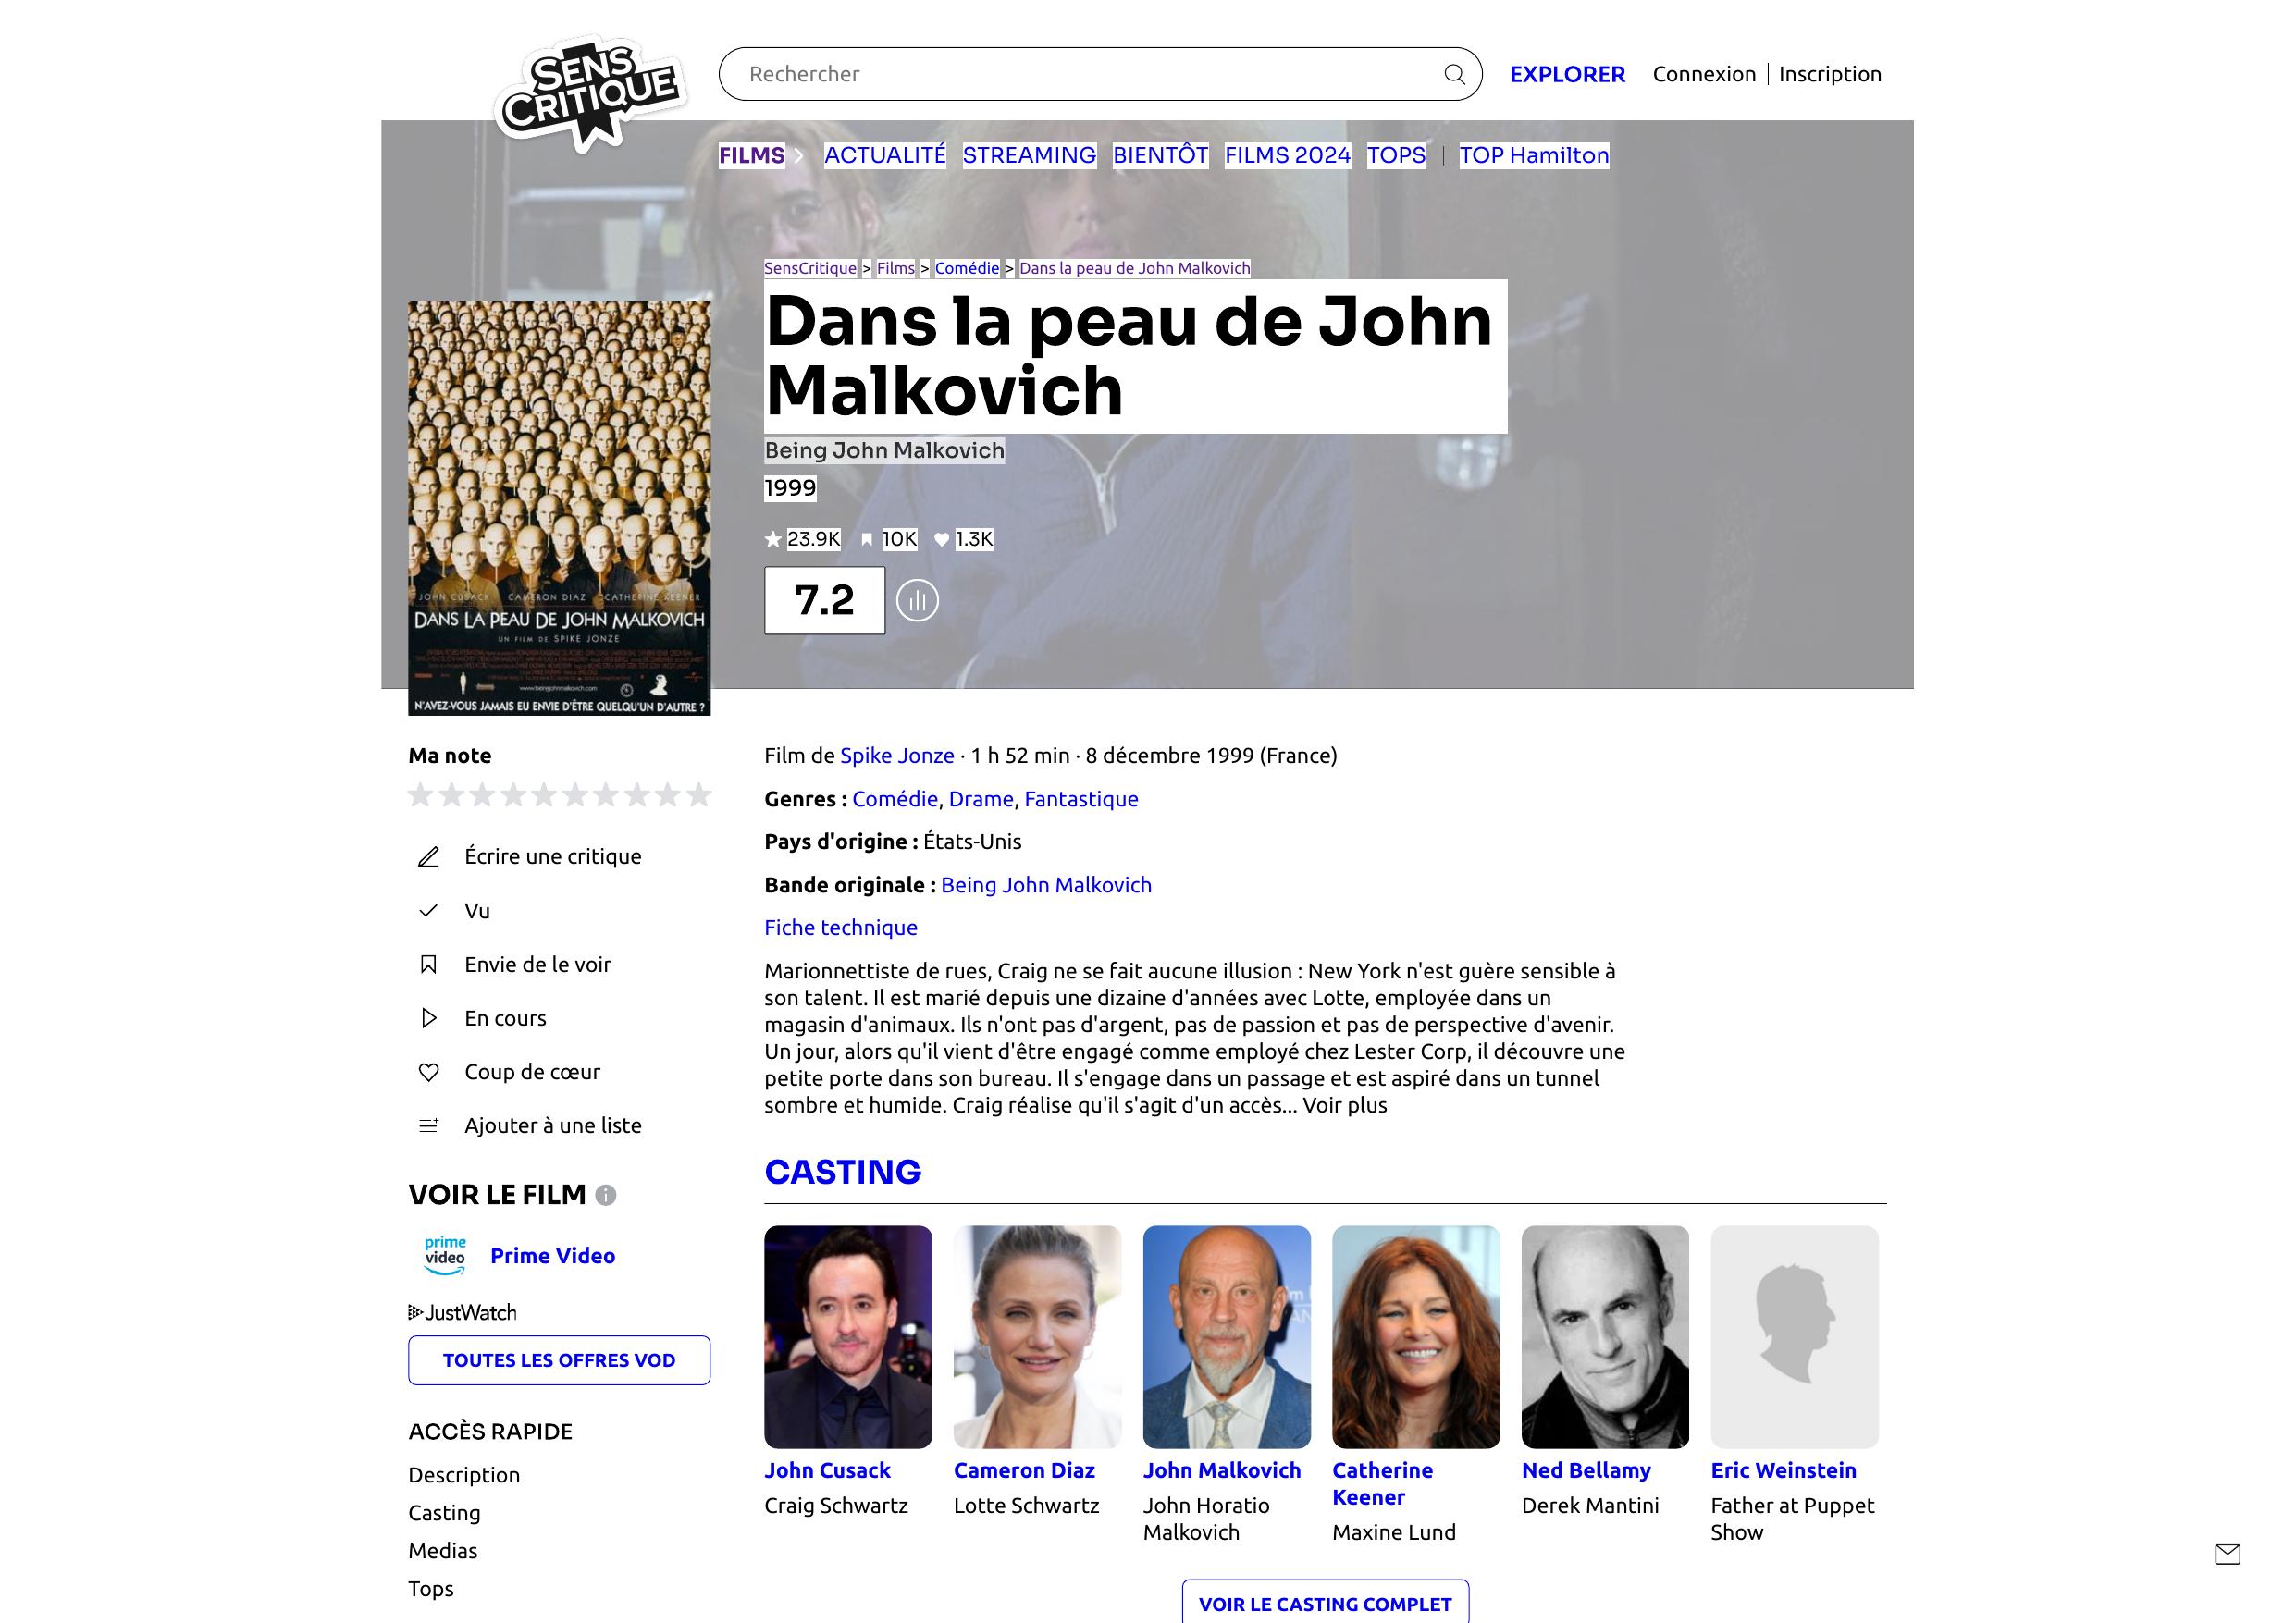 SENS CRITIQUE
Rechercher
EXPLORER
Connexion | Inscription
FILMS > ACTUALITÉ STREAMING BIENTÔT FILMS 2024 TOPS | TOP Hamilton
SensCritique > Films > Comédie > Dans la peau de John Malkovich
Dans la peau de John
Malkovich
Being John Malkovich
1999
23.9K 10K 1.3K
7.2
JOHN CUSACK CAMERON DIAZ CATHERINE KEENER
DANS LA PEAU DE JOHN MALKOVICH
UN FILM DE SPIKE JONZE
www.beingjohnmalkovich.com
N'AVEZ-VOUS JAMAIS EU ENVIE D'ÊTRE QUELQU'UN D'AUTRE ?
Ma note
Écrire une critique
Vu
Envie de le voir
En cours
Coup de cœur
Ajouter à une liste
VOIR LE FILM
prime video
Prime Video
JustWatch
TOUTES LES OFFRES VOD
ACCÈS RAPIDE
Description
Casting
Medias
Tops
Film de Spike Jonze · 1 h 52 min · 8 décembre 1999 (France)
Genres : Comédie, Drame, Fantastique
Pays d'origine : États-Unis
Bande originale : Being John Malkovich
Fiche technique
Marionnettiste de rues, Craig ne se fait aucune illusion : New York n'est guère sensible à
son talent. Il est marié depuis une dizaine d'années avec Lotte, employée dans un
magasin d'animaux. Ils n'ont pas d'argent, pas de passion et pas de perspective d'avenir.
Un jour, alors qu'il vient d'être engagé comme employé chez Lester Corp, il découvre une
petite porte dans son bureau. Il s'engage dans un passage et est aspiré dans un tunnel
sombre et humide. Craig réalise qu'il s'agit d'un accès... Voir plus
CASTING
John Cusack
Craig Schwartz
Cameron Diaz
Lotte Schwartz
John Malkovich
John Horatio
Malkovich
Catherine
Keener
Maxine Lund
Ned Bellamy
Derek Mantini
Eric Weinstein
Father at Puppet
Show
VOIR LE CASTING COMPLET